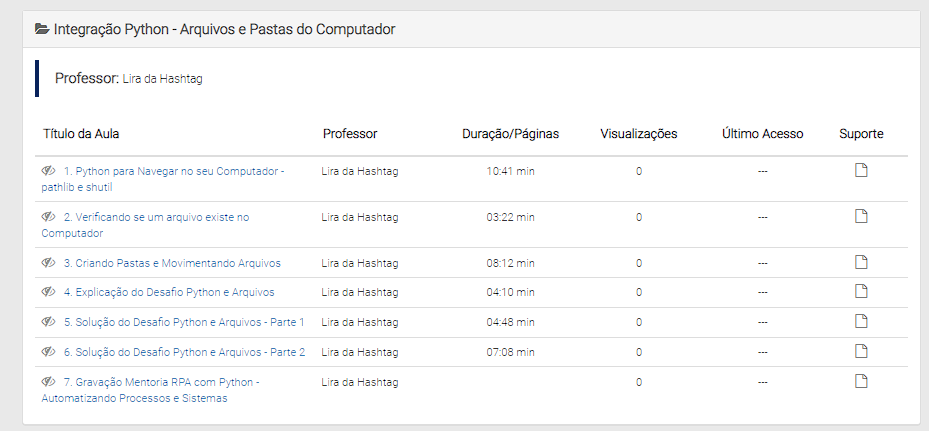 Integração Python - Arquivos e Pastas do Computador
Professor: Lira da Hashtag
Título da Aula Professor Duração/Páginas Visualizações Último Acesso Suporte
1. Python para Navegar no seu Computador - Lira da Hashtag 10:41 min 0 ---
pathlib e shutil
2. Verificando se um arquivo existe no Lira da Hashtag 03:22 min 0 ---
Computador
3. Criando Pastas e Movimentando Arquivos Lira da Hashtag 08:12 min 0 ---
4. Explicação do Desafio Python e Arquivos Lira da Hashtag 04:10 min 0 ---
5. Solução do Desafio Python e Arquivos - Parte 1 Lira da Hashtag 04:48 min 0 ---
6. Solução do Desafio Python e Arquivos - Parte 2 Lira da Hashtag 07:08 min 0 ---
7. Gravação Mentoria RPA com Python - Lira da Hashtag 0 ---
Automatizando Processos e Sistemas